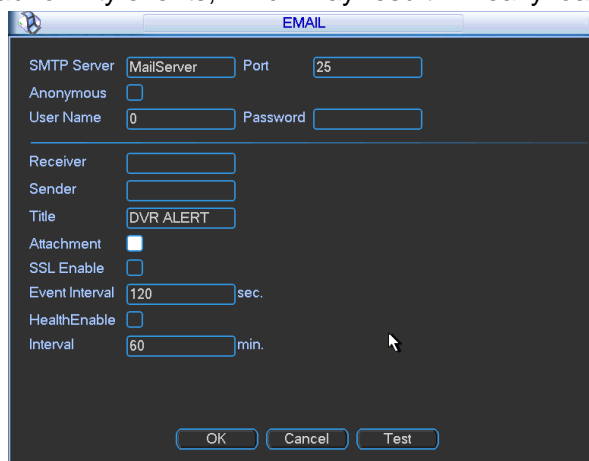 EMAIL
SMTP Server MailServer Port 25
Anonymous
User Name 0 Password
Receiver
Sender
Title DVR ALERT
Attachment
SSL Enable
Event Interval 120 sec.
HealthEnable
Interval 60 min.
OK Cancel Test